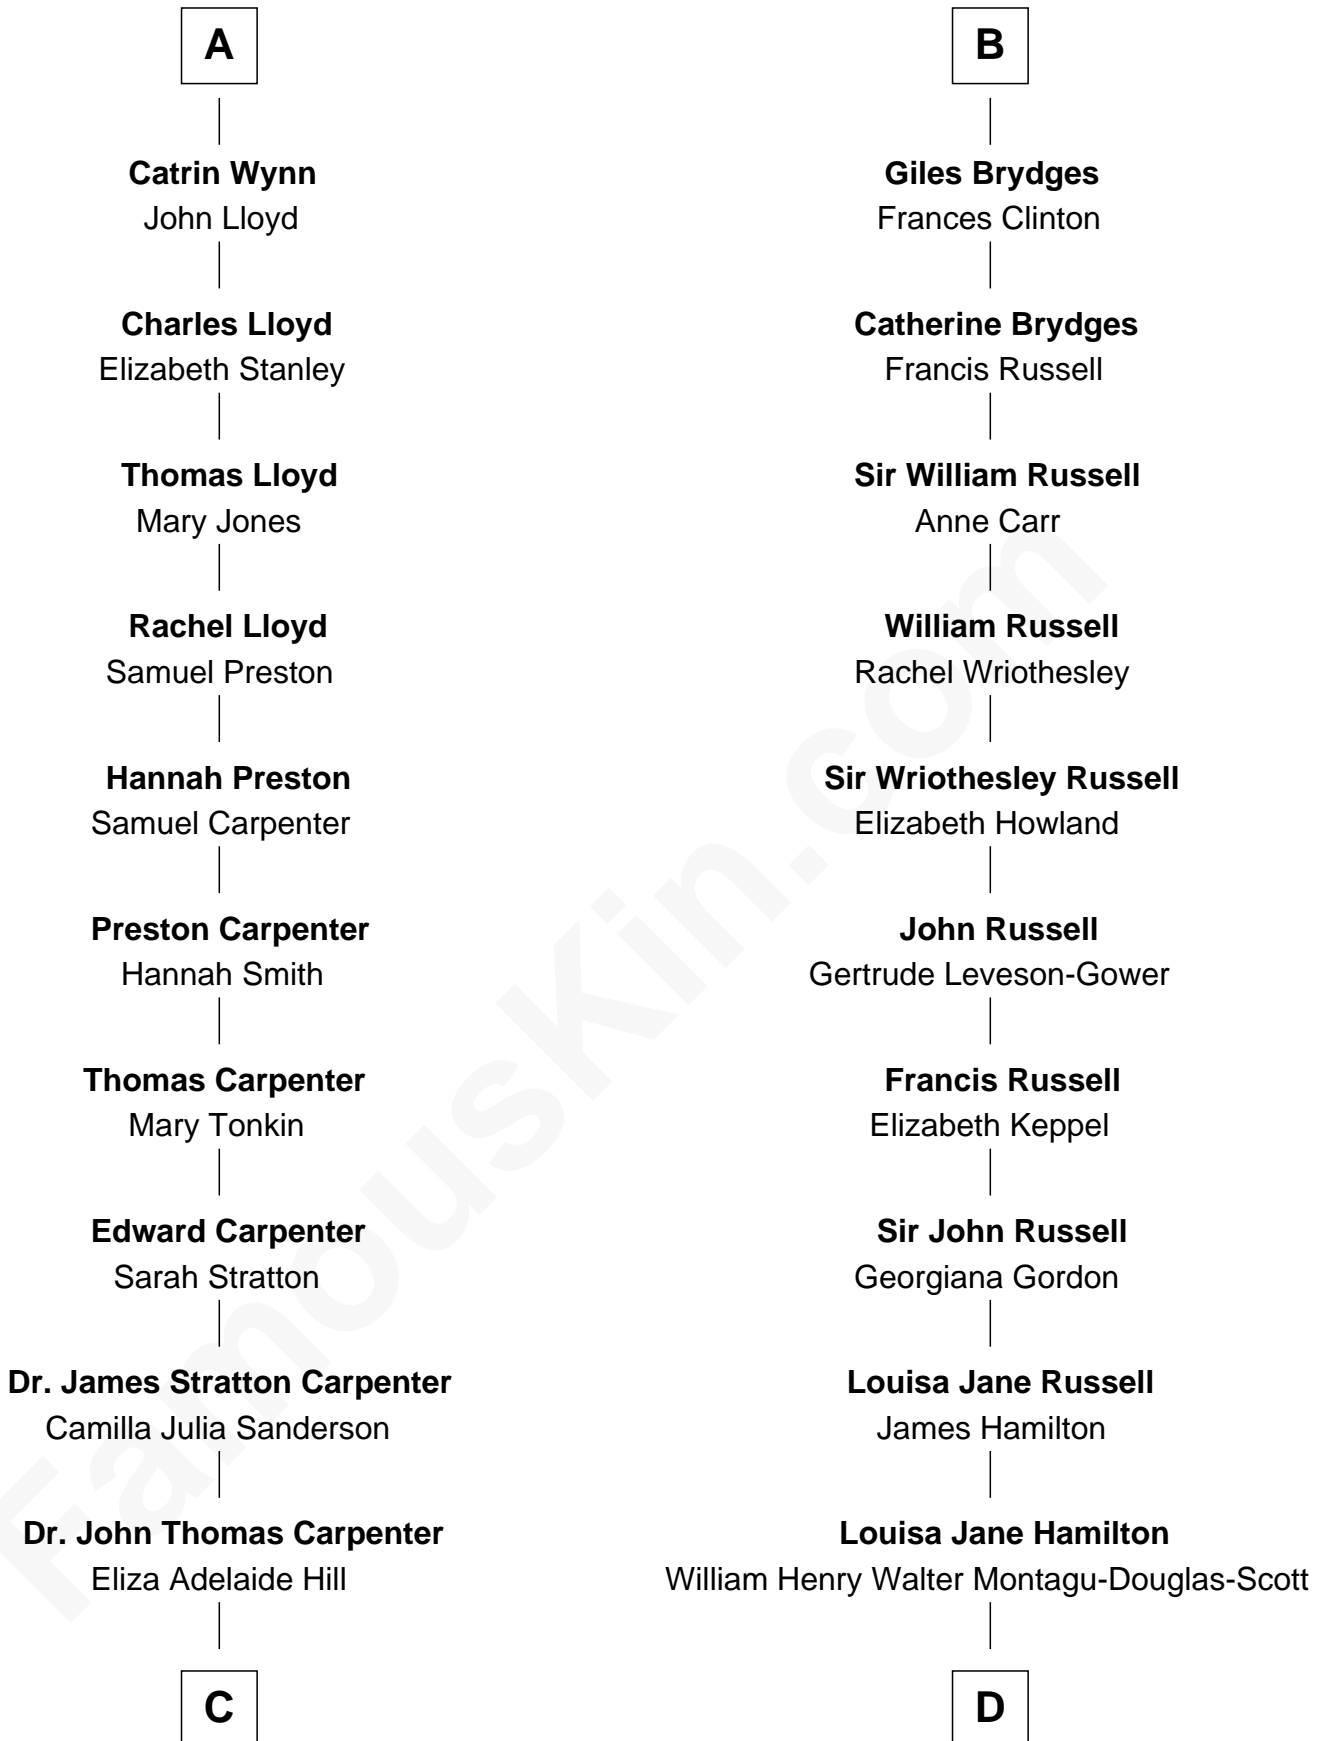 A
Catrin Wynn
John Lloyd
Charles Lloyd
Elizabeth Stanley
Thomas Lloyd
Mary Jones
Rachel Lloyd
Samuel Preston
Hannah Preston
Samuel Carpenter
Preston Carpenter
Hannah Smith
Thomas Carpenter
Mary Tonkin
Edward Carpenter
Sarah Stratton
Dr. James Stratton Carpenter
Camilla Julia Sanderson
Dr. John Thomas Carpenter
Eliza Adelaide Hill
C
B
Giles Brydges
Frances Clinton
Catherine Brydges
Francis Russell
Sir William Russell
Anne Carr
William Russell
Rachel Wriothesley
Sir Wriothesley Russell
Elizabeth Howland
John Russell
Gertrude Leveson-Gower
Francis Russell
Elizabeth Keppel
Sir John Russell
Georgiana Gordon
Louisa Jane Russell
James Hamilton
Louisa Jane Hamilton
William Henry Walter Montagu-Douglas-Scott
D
FamousKin.com